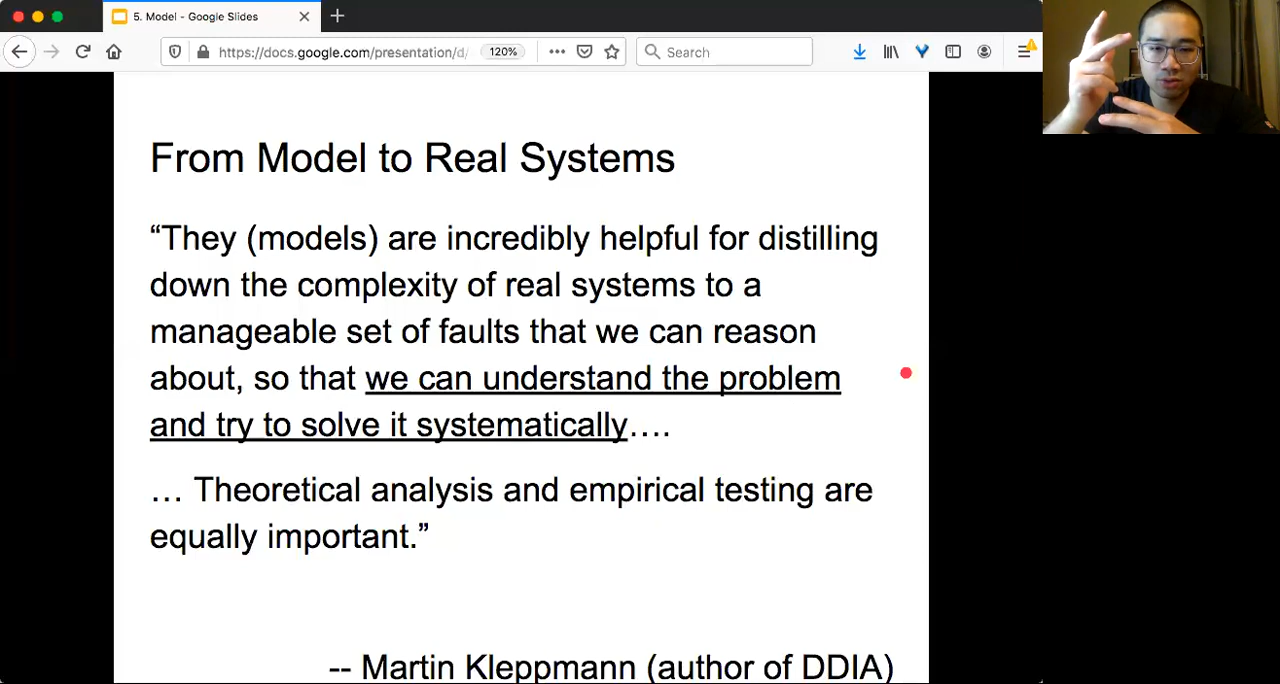 5. Model - Google Slides
https://docs.google.com/presentation/d/
120%
Search
From Model to Real Systems
“They (models) are incredibly helpful for distilling
down the complexity of real systems to a
manageable set of faults that we can reason
about, so that we can understand the problem
and try to solve it systematically….
… Theoretical analysis and empirical testing are
equally important.”
-- Martin Kleppmann (author of DDIA)